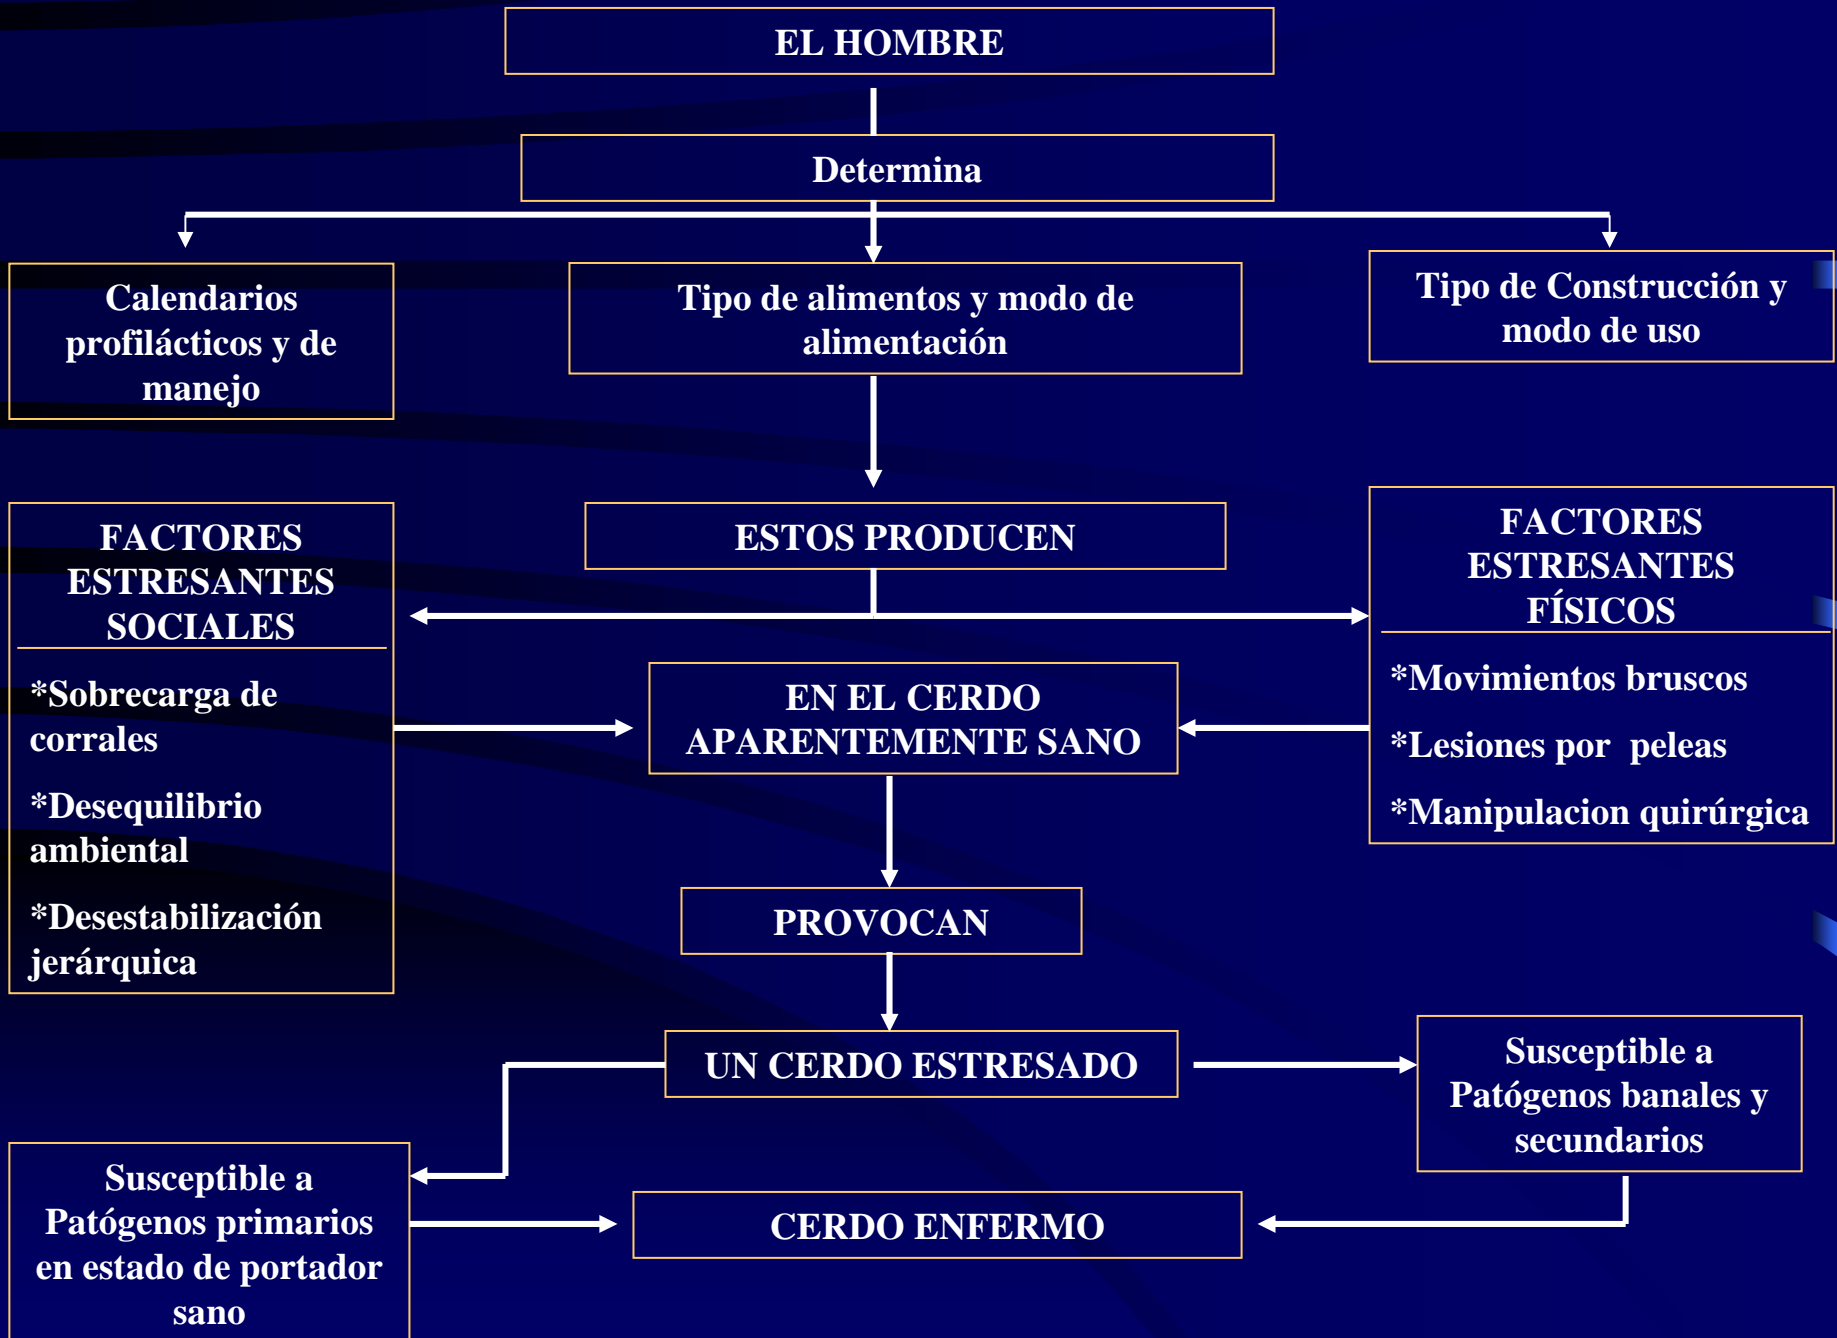 EL HOMBRE
Determina
Calendarios
profilácticos y de
manejo
Tipo de alimentos y modo de
alimentación
Tipo de Construcción y
modo de uso
FACTORES
ESTRESANTES
SOCIALES
*Sobrecarga de
corrales
*Desequilibrio
ambiental
*Desestabilización
jerárquica
ESTOS PRODUCEN
FACTORES
ESTRESANTES
FÍSICOS
*Movimientos bruscos
*Lesiones por  peleas
*Manipulacion quirúrgica
EN EL CERDO
APARENTEMENTE SANO
PROVOCAN
UN CERDO ESTRESADO
Susceptible a
Patógenos banales y
secundarios
Susceptible a
Patógenos primarios
en estado de portador
sano
CERDO ENFERMO